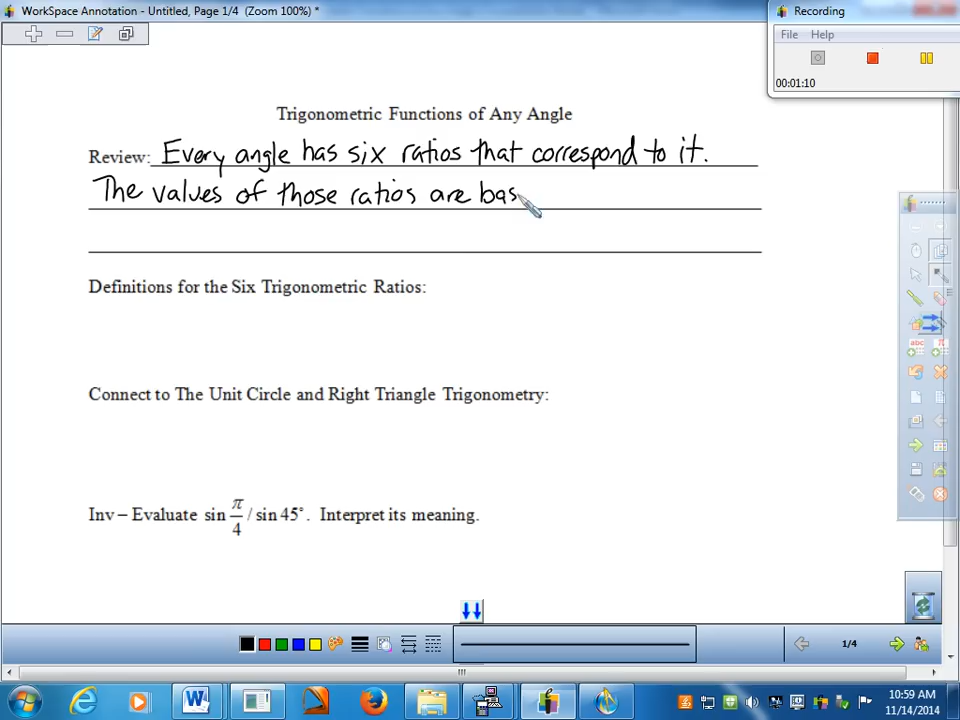 WorkSpace Annotation - Untitled, Page 1/4 (Zoom 100%) *
Recording
File Help
00:01:10
Trigonometric Functions of Any Angle
Review: Every angle has six ratios that correspond to it.
The values of those ratios are bas
Definitions for the Six Trigonometric Ratios:
Connect to The Unit Circle and Right Triangle Trigonometry:
Inv – Evaluate sin π/4 / sin 45°. Interpret its meaning.
abc
π
1/4
W
10:59 AM
11/14/2014